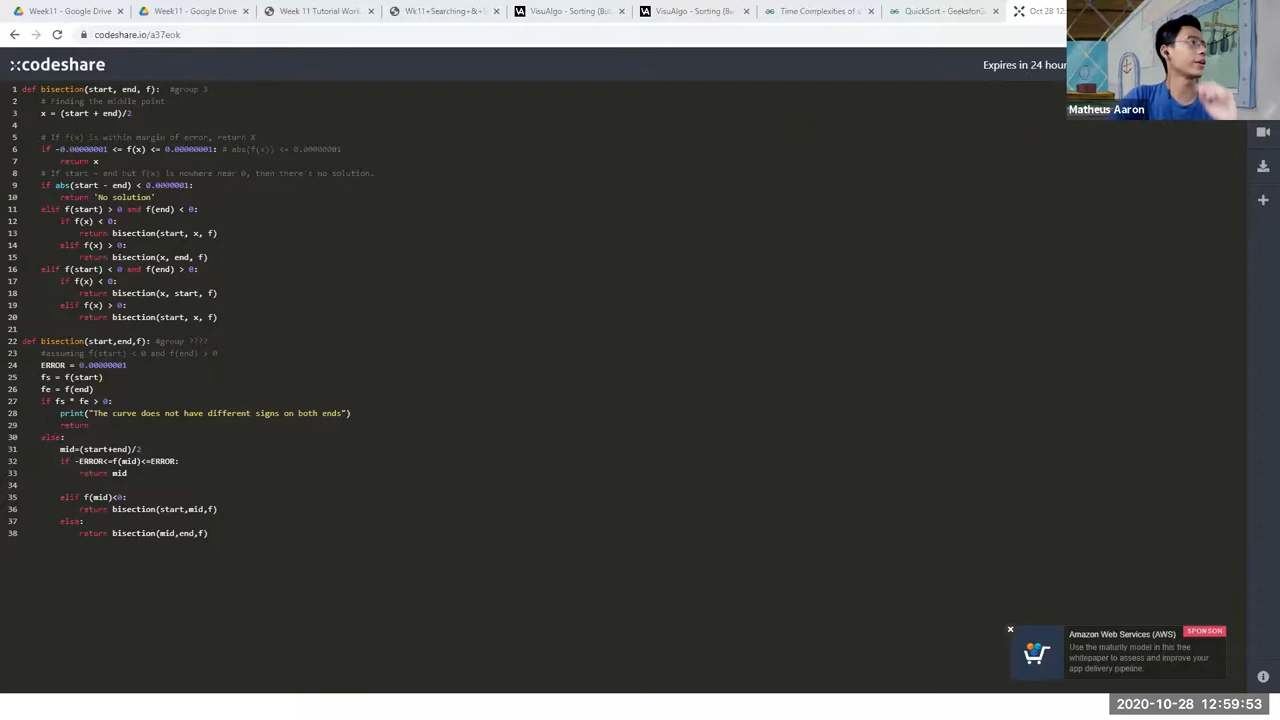 Week11 - Google Drive
Week11 - Google Drive
Week 11 Tutorial Work
Wk11+Searching+&+
VisuAlgo - Sorting (Bu
VisuAlgo - Sorting (Bu
Time Complexities of
QuickSort - GeeksforG
Oct 28 12
codeshare.io/a37eok
codeshare
Expires in 24 hour
Matheus Aaron
1 def bisection(start, end, f): #group 3
2 # Finding the middle point
3 x = (start + end)/2
4
5 # If f(x) is within margin of error, return X
6 if -0.00000001 <= f(x) <= 0.00000001: # abs(f(x)) <= 0.0000001
7 return x
8 # If start ~ end but f(x) is nowhere near 0, then there's no solution.
9 if abs(start - end) < 0.0000001:
10 return 'No solution'
11 elif f(start) > 0 and f(end) < 0:
12 if f(x) < 0:
13 return bisection(start, x, f)
14 elif f(x) > 0:
15 return bisection(x, end, f)
16 elif f(start) < 0 and f(end) > 0:
17 if f(x) < 0:
18 return bisection(x, start, f)
19 elif f(x) > 0:
20 return bisection(start, x, f)
21
22 def bisection(start,end,f): #group ????
23 #assuming f(start) < 0 and f(end) > 0
24 ERROR = 0.00000001
25 fs = f(start)
26 fe = f(end)
27 if fs * fe > 0:
28 print("The curve does not have different signs on both ends")
29 return
30 else:
31 mid=(start+end)/2
32 if -ERROR<=f(mid)<=ERROR:
33 return mid
34
35 elif f(mid)<0:
36 return bisection(start,mid,f)
37 else:
38 return bisection(mid,end,f)
Amazon Web Services (AWS)
SPONSOR
Use the maturity model in this free
whitepaper to assess and improve your
app delivery pipeline.
2020-10-28 12:59:53